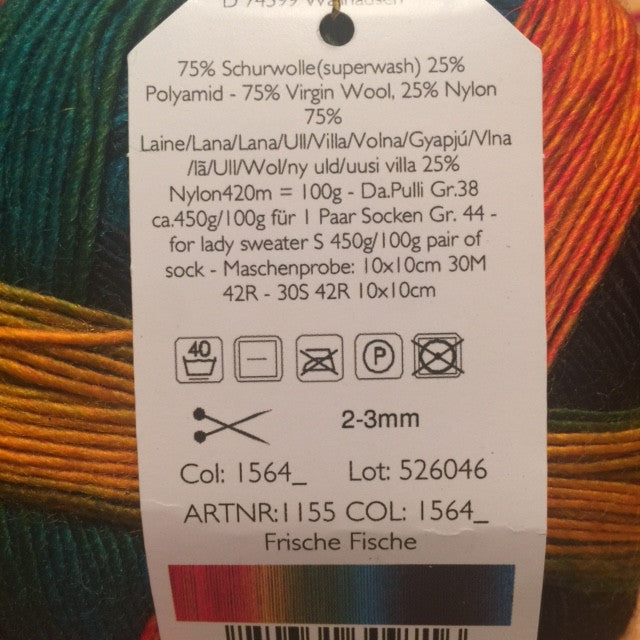 D 74599 Wallhausen
75% Schurwolle(superwash) 25%
Polyamid - 75% Virgin Wool, 25% Nylon
75%
Laine/Lana/Lana/Ull/Villa/Volna/Gyapjú/Vlna
/lã/Ull/Wol/ny uld/uusi villa 25%
Nylon420m = 100g - Da.Pulli Gr.38
ca.450g/100g für 1 Paar Socken Gr. 44 -
for lady sweater S 450g/100g pair of
sock - Maschenprobe: 10x10cm 30M
42R - 30S 42R 10x10cm
40
P
2-3mm
Col: 1564_ Lot: 526046
ARTNR:1155 COL: 1564_
Frische Fische